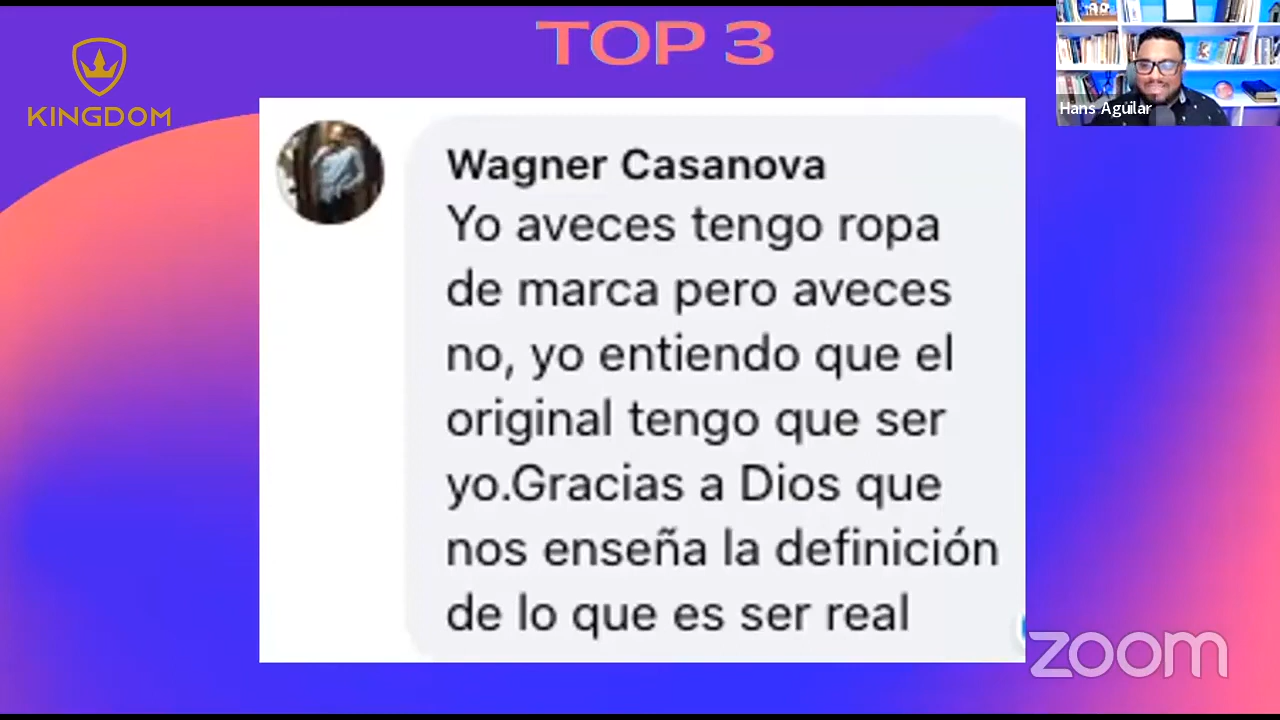 TOP 3
KINGDOM
Hans Aguilar
Wagner Casanova
Yo aveces tengo ropa
de marca pero aveces
no, yo entiendo que el
original tengo que ser
yo.Gracias a Dios que
nos enseña la definición
de lo que es ser real
zoom